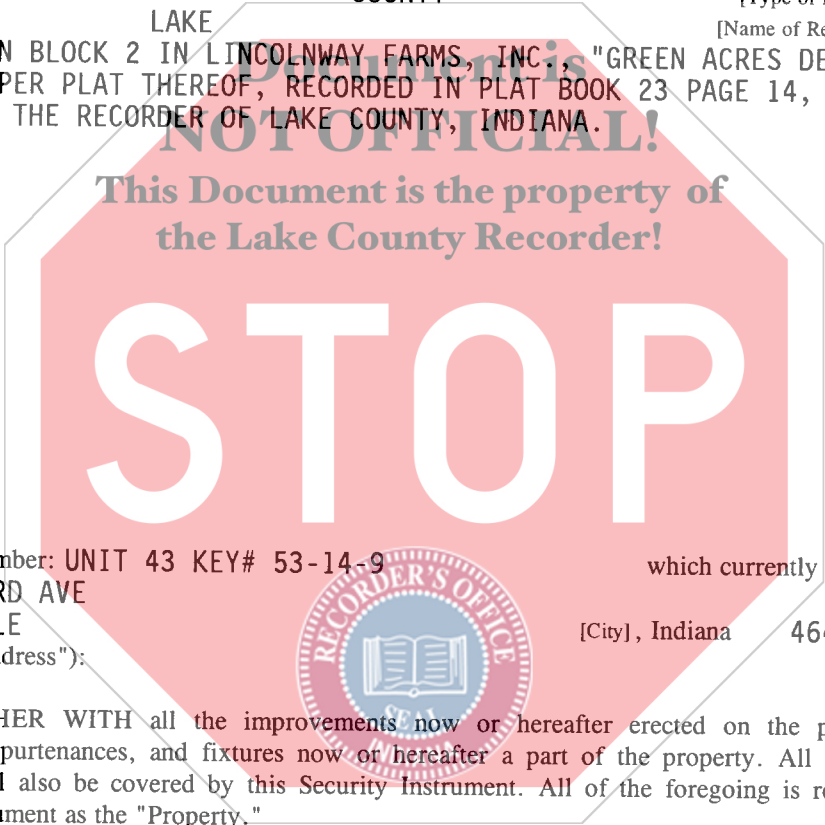 COUNTY
[Type of
LAKE
[Name of Re
N BLOCK 2 IN LINCOLNWAY FARMS, INC., "GREEN ACRES DE
PER PLAT THEREOF, RECORDED IN PLAT BOOK 23 PAGE 14,
THE RECORDER OF LAKE COUNTY, INDIANA.
Document is
NOT OFFICIAL!
This Document is the property of
the Lake County Recorder!
STOP
mber: UNIT 43 KEY# 53-14-9
which currently
RD AVE
LE
[City], Indiana 46
dress"):
RECORDER'S OFFICE
SEAL
INDIANA
HER WITH all the improvements now or hereafter erected on the p
purtenances, and fixtures now or hereafter a part of the property. All
l also be covered by this Security Instrument. All of the foregoing is re
ument as the "Property."